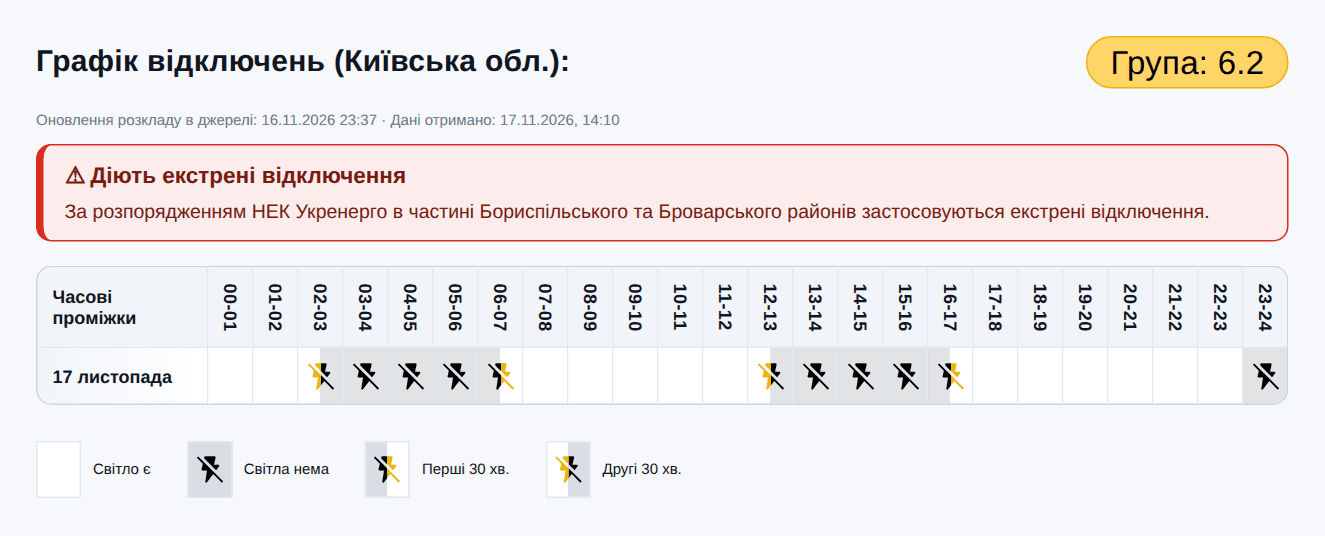 Графік відключень (Київська обл.):
Група: 6.2
Оновлення розкладу в джерелі: 16.11.2026 23:37 · Дані отримано: 17.11.2026, 14:10
⚠ Діють екстрені відключення
За розпорядженням НЕК Укренерго в частині Бориспільського та Броварського районів застосовуються екстрені відключення.
Часові
проміжки
00-01
01-02
02-03
03-04
04-05
05-06
06-07
07-08
08-09
09-10
10-11
11-12
12-13
13-14
14-15
15-16
16-17
17-18
18-19
19-20
20-21
21-22
22-23
23-24
17 листопада
Світло є
Світла нема
Перші 30 хв.
Другі 30 хв.